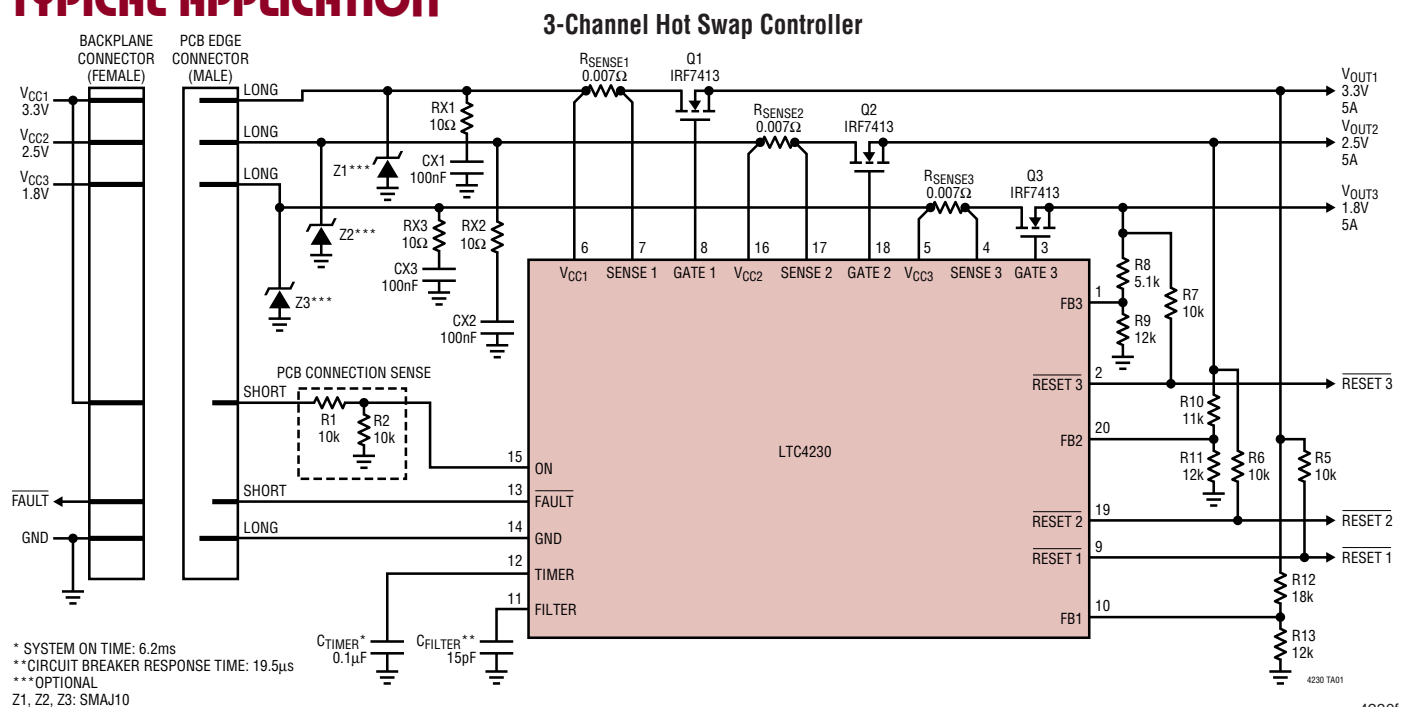 TYPICAL APPLICATION
3-Channel Hot Swap Controller
BACKPLANE
CONNECTOR
(FEMALE)
PCB EDGE
CONNECTOR
(MALE)
VCC1
3.3V
VCC2
2.5V
VCC3
1.8V
LONG
LONG
LONG
Z1***
Z2***
Z3***
RX1
10Ω
CX1
100nF
RX3
10Ω
CX3
100nF
RX2
10Ω
CX2
100nF
RSENSE1
0.007Ω
Q1
IRF7413
RSENSE2
0.007Ω
Q2
IRF7413
RSENSE3
0.007Ω
Q3
IRF7413
VOUT1
3.3V
5A
VOUT2
2.5V
5A
VOUT3
1.8V
5A
6 7 8 16 17 18 5 4 3
VCC1 SENSE 1 GATE 1 VCC2 SENSE 2 GATE 2 VCC3 SENSE 3 GATE 3
1
FB3
R8
5.1k
R7
10k
R9
12k
2
RESET 3
RESET 3
R10
11k
20
FB2
R11
12k
R6
10k
R5
10k
19
RESET 2
RESET 2
9
RESET 1
RESET 1
R12
18k
10
FB1
R13
12k
LTC4230
PCB CONNECTION SENSE
SHORT
R1
10k
R2
10k
15
ON
FAULT
SHORT
13
FAULT
GND
LONG
14
GND
12
TIMER
11
FILTER
CTIMER*
0.1µF
CFILTER**
15pF
* SYSTEM ON TIME: 6.2ms
**CIRCUIT BREAKER RESPONSE TIME: 19.5µs
***OPTIONAL
Z1, Z2, Z3: SMAJ10
4230 TA01